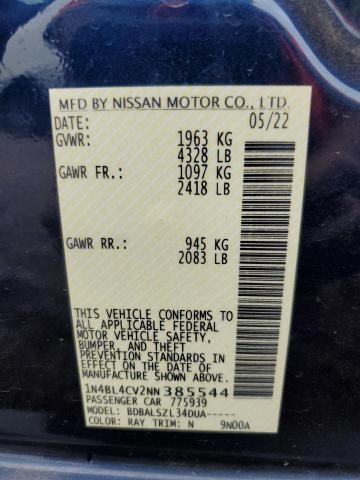 MFD BY NISSAN MOTOR CO., LTD.
DATE: 05/22
GVWR: 1963 KG
4328 LB
GAWR FR.: 1097 KG
2418 LB
GAWR RR.: 945 KG
2083 LB
THIS VEHICLE CONFORMS TO
ALL APPLICABLE FEDERAL
MOTOR VEHICLE SAFETY,
BUMPER, AND THEFT
PREVENTION STANDARDS IN
EFFECT ON THE DATE OF
MANUFACTURE SHOWN ABOVE.
1N4BL4CV2NN385544
PASSENGER CAR 775939
MODEL: BDBALSZL34DUA-----
COLOR: RAY TRIM: N 9N00A